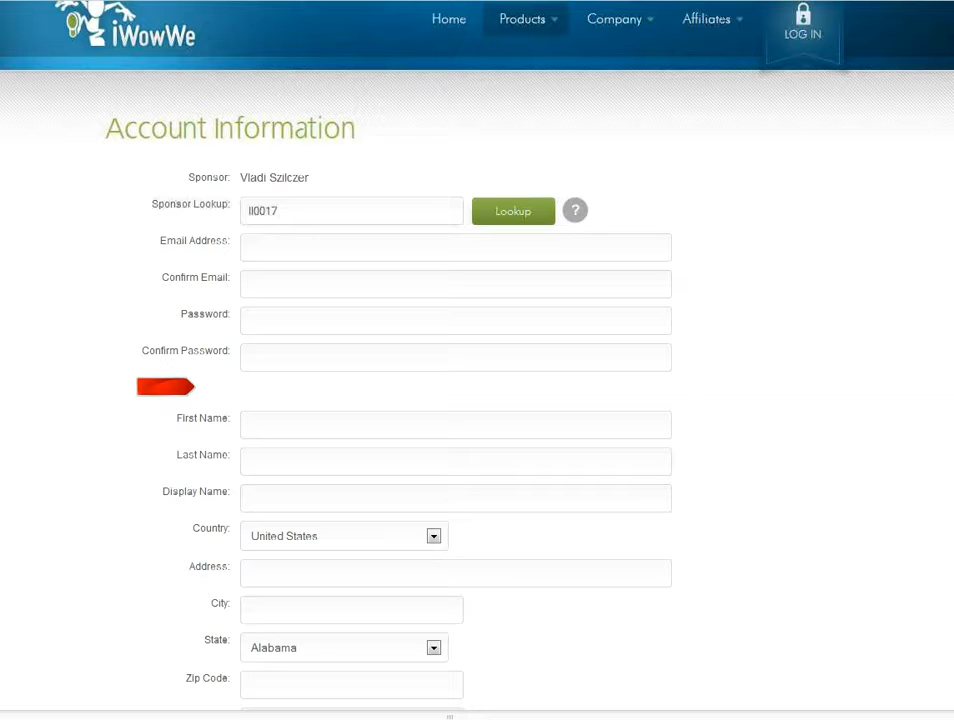 iWowWe
Home Products Company Affiliates LOG IN
Account Information
Sponsor: Vladi Szilczer
Sponsor Lookup: II0017 Lookup ?
Email Address:
Confirm Email:
Password:
Confirm Password:
First Name:
Last Name:
Display Name:
Country: United States
Address:
City:
State: Alabama
Zip Code: